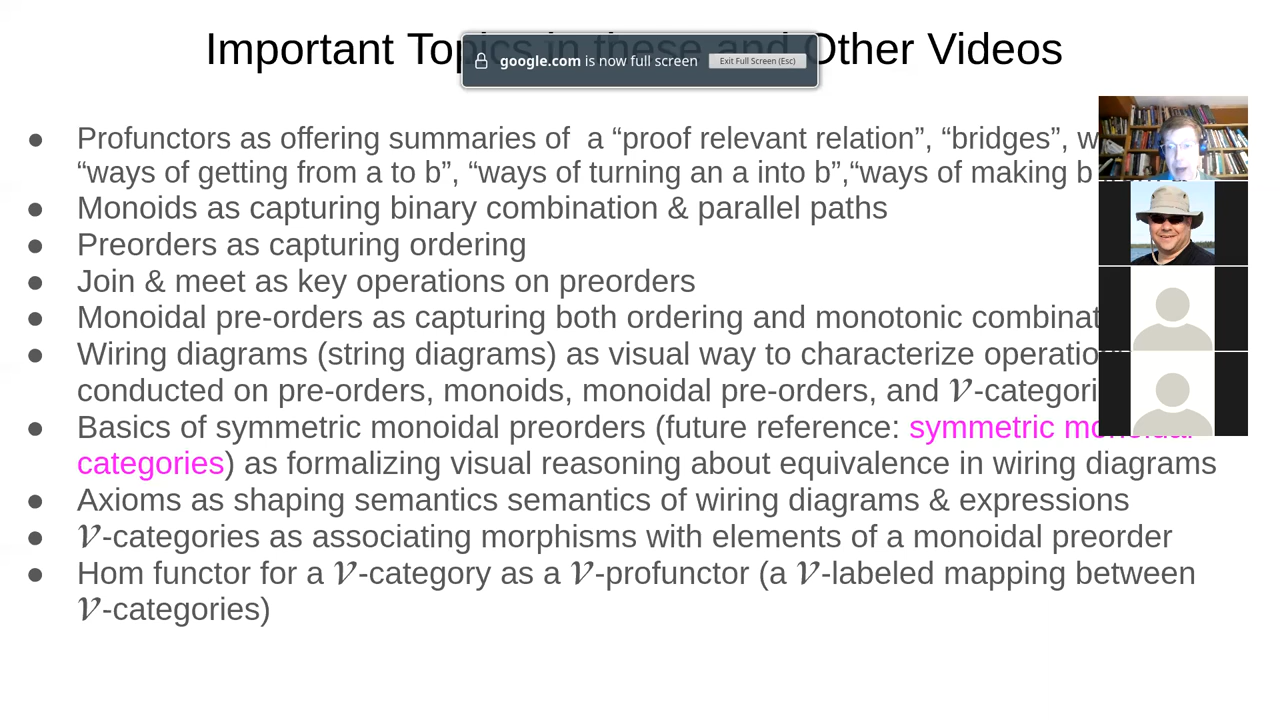 Important Topics in these and Other Videos
google.com is now full screen
Exit Full Screen (Esc)
● Profunctors as offering summaries of a “proof relevant relation”, “bridges”,
“ways of getting from a to b”, “ways of turning an a into b”,“ways of making b
● Monoids as capturing binary combination & parallel paths
● Preorders as capturing ordering
● Join & meet as key operations on preorders
● Monoidal pre-orders as capturing both ordering and monotonic
● Wiring diagrams (string diagrams) as visual way to characterize
conducted on pre-orders, monoids, monoidal pre-orders, and 𝒱-categori
● Basics of symmetric monoidal preorders (future reference: symmetric monoidal
categories) as formalizing visual reasoning about equivalence in wiring diagrams
● Axioms as shaping semantics semantics of wiring diagrams & expressions
● 𝒱-categories as associating morphisms with elements of a monoidal preorder
● Hom functor for a 𝒱-category as a 𝒱-profunctor (a 𝒱-labeled mapping between
𝒱-categories)